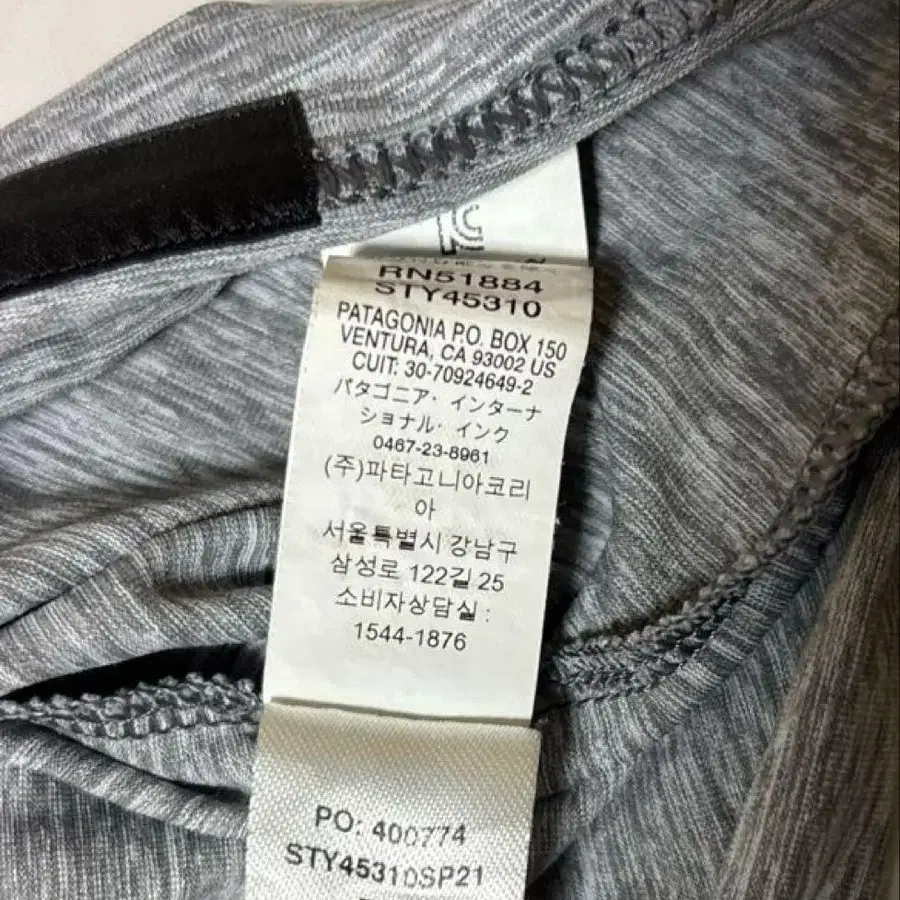 RN51884
STY45310
PATAGONIA P.O. BOX 150
VENTURA, CA 93002 US
CUIT: 30-70924649-2
パタゴニア・インターナ
ショナル・インク
0467-23-8961
(주)파타고니아코리
아
서울특별시 강남구
삼성로 122길 25
소비자상담실 :
1544-1876
PO: 400774
STY45310SP21